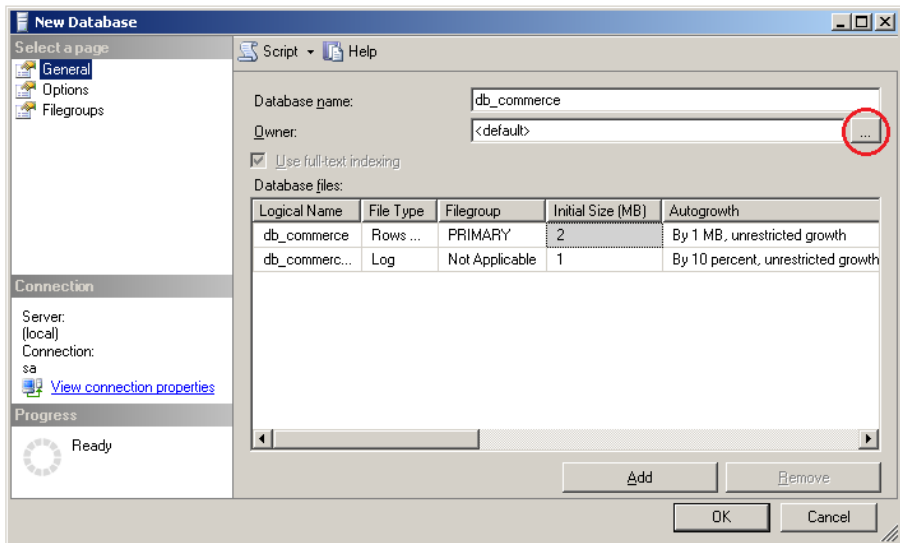 New Database
Select a page
General
Options
Filegroups
Script Help
Database name: db_commerce
Owner: <default> ...
Use full-text indexing
Database files:
Logical Name File Type Filegroup Initial Size (MB) Autogrowth
db_commerce Rows ... PRIMARY 2 By 1 MB, unrestricted growth
db_commerc... Log Not Applicable 1 By 10 percent, unrestricted growth
Connection
Server:
(local)
Connection:
sa
View connection properties
Progress
Ready
Add Remove
OK Cancel